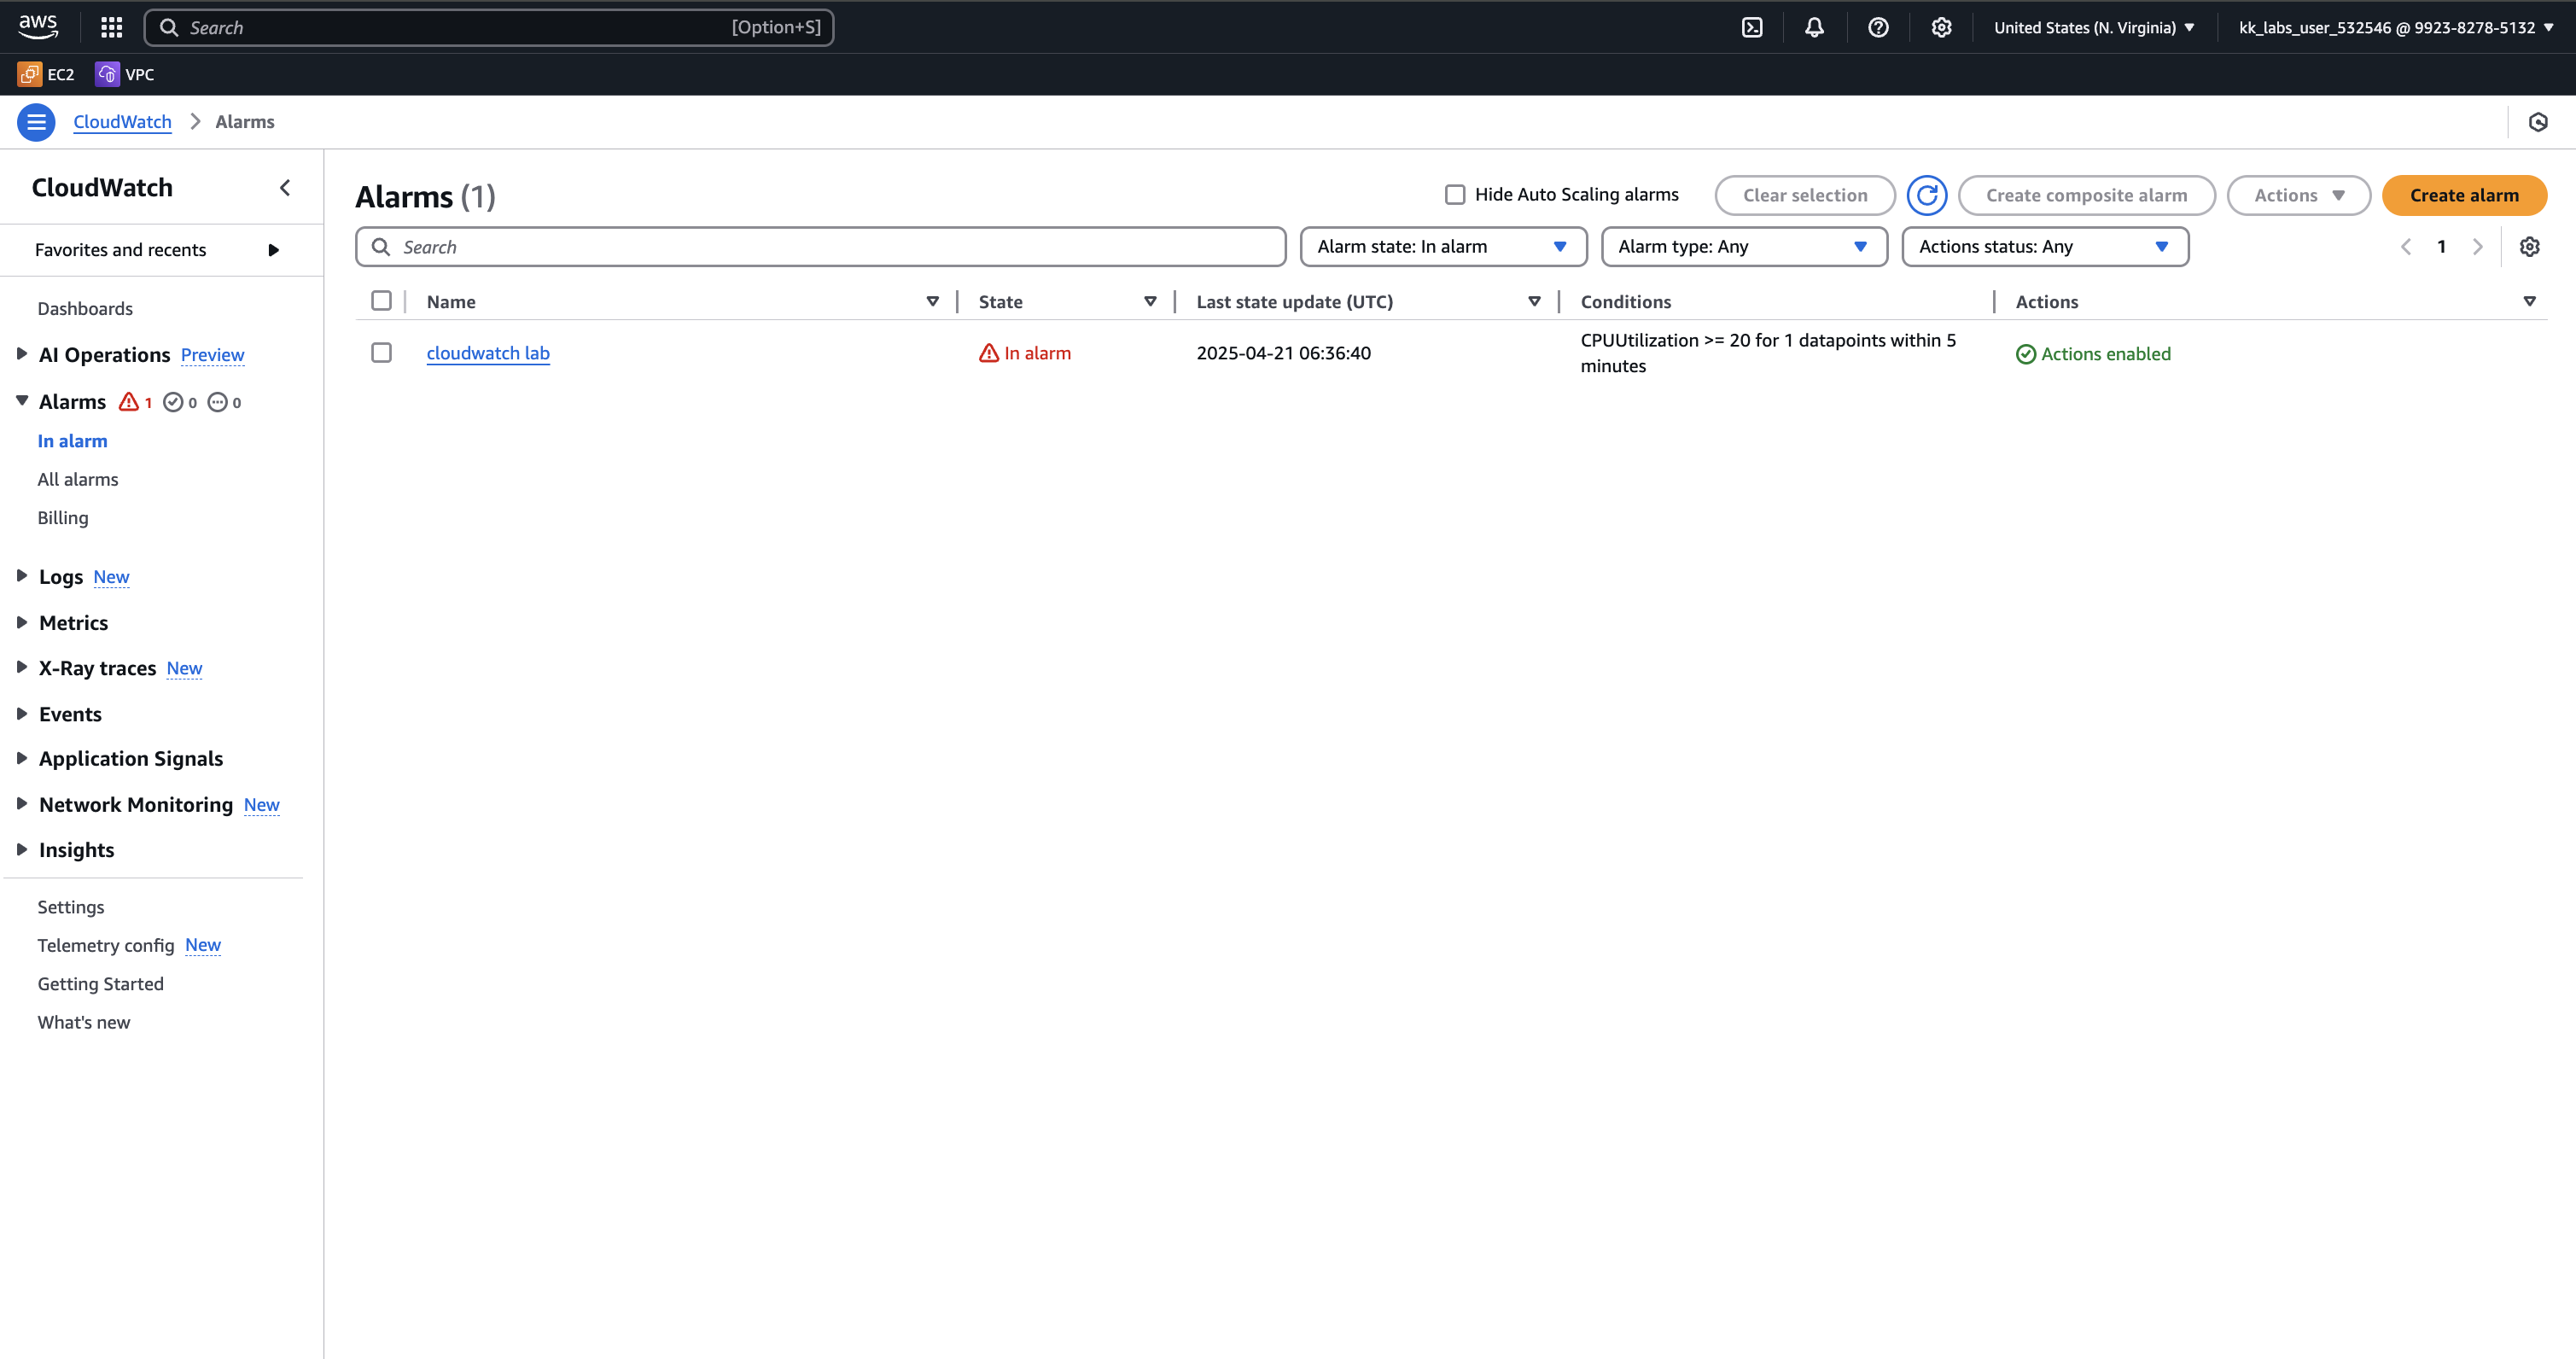 aws
Search [Option+S]
United States (N. Virginia)
kk_labs_user_532546 @ 9923-8278-5132
EC2 VPC
CloudWatch > Alarms
CloudWatch
Favorites and recents
Dashboards
AI Operations Preview
Alarms 1 0 0
In alarm
All alarms
Billing
Logs New
Metrics
X-Ray traces New
Events
Application Signals
Network Monitoring New
Insights
Settings
Telemetry config New
Getting Started
What's new
Alarms (1)
Hide Auto Scaling alarms
Clear selection
Create composite alarm
Actions
Create alarm
Search
Alarm state: In alarm
Alarm type: Any
Actions status: Any
1
Name State Last state update (UTC) Conditions Actions
cloudwatch lab
In alarm
2025-04-21 06:36:40
CPUUtilization >= 20 for 1 datapoints within 5
minutes
Actions enabled